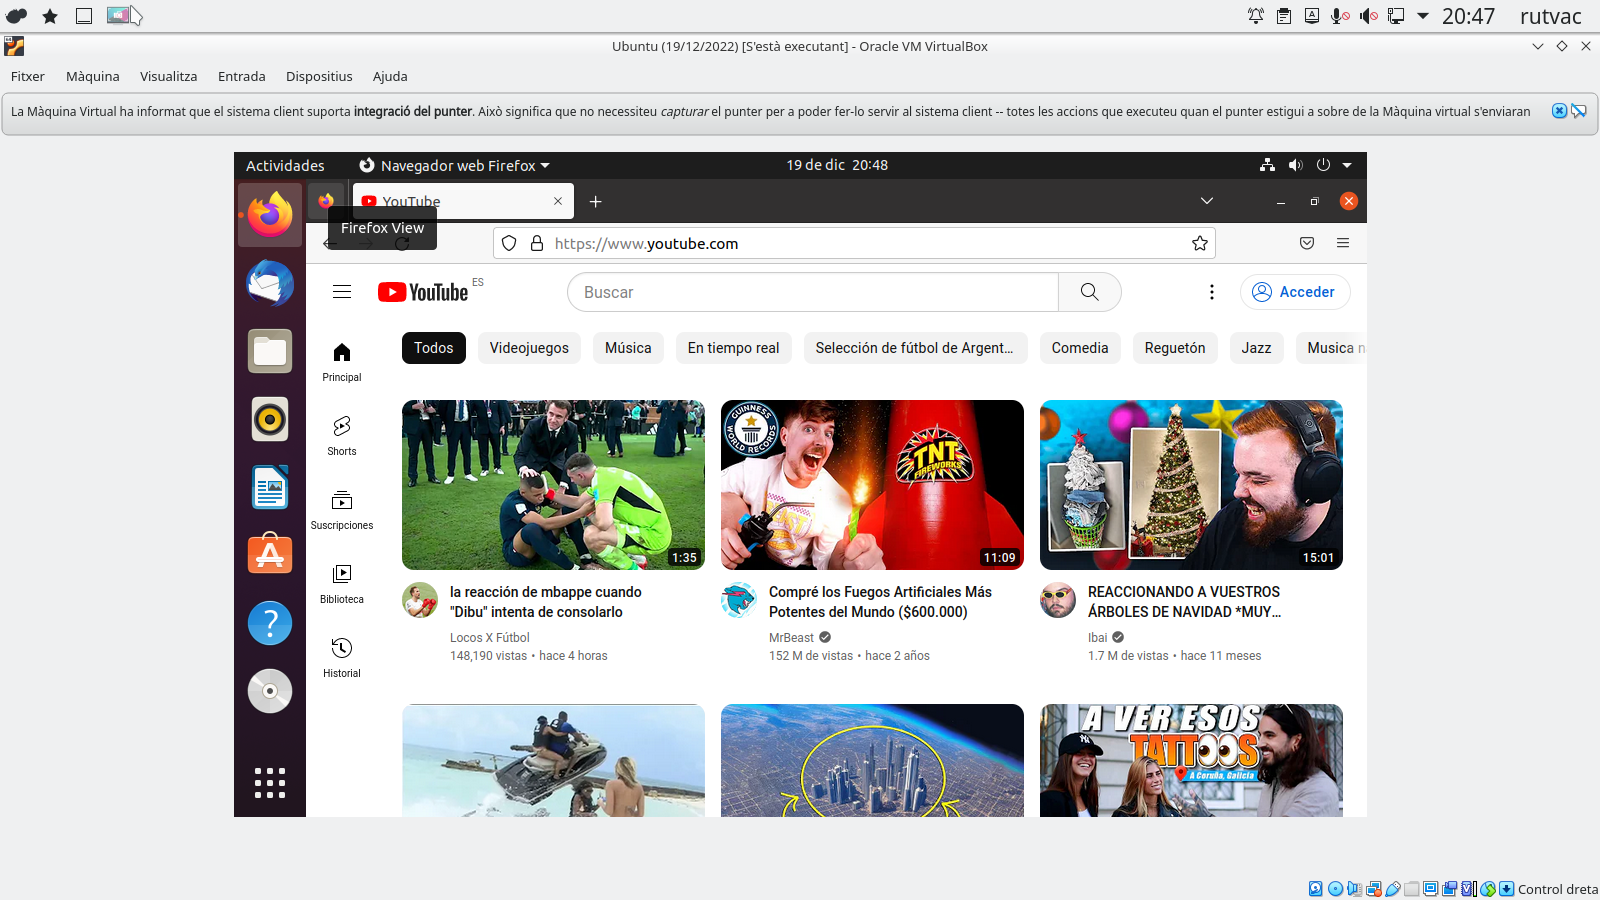 20:47
rutvac
Ubuntu (19/12/2022) [S'està executant] - Oracle VM VirtualBox
Fitxer Màquina Visualitza Entrada Dispositius Ajuda
La Màquina Virtual ha informat que el sistema client suporta integració del punter. Això significa que no necessiteu capturar el punter per a poder fer-lo servir al sistema client -- totes les accions que executeu quan el punter estigui a sobre de la Màquina virtual s'enviaran
Actividades
Navegador web Firefox
19 de dic 20:48
YouTube
Firefox View
https://www.youtube.com
YouTube ES
Buscar
Acceder
Todos
Videojuegos
Música
En tiempo real
Selección de fútbol de Argent...
Comedia
Reguetón
Jazz
Musica n
Principal
Shorts
Suscripciones
Biblioteca
Historial
1:35
la reacción de mbappe cuando
"Dibu" intenta de consolarlo
Locos X Fútbol
148,190 vistas • hace 4 horas
GUINNESS
WORLD RECORDS
TNT
FIREWORKS
11:09
Compré los Fuegos Artificiales Más
Potentes del Mundo ($600.000)
MrBeast
152 M de vistas • hace 2 años
15:01
REACCIONANDO A VUESTROS
ÁRBOLES DE NAVIDAD *MUY...
Ibai
1.7 M de vistas • hace 11 meses
A VER ESOS
TATTOOS
A Coruña, Galicia
Control dreta